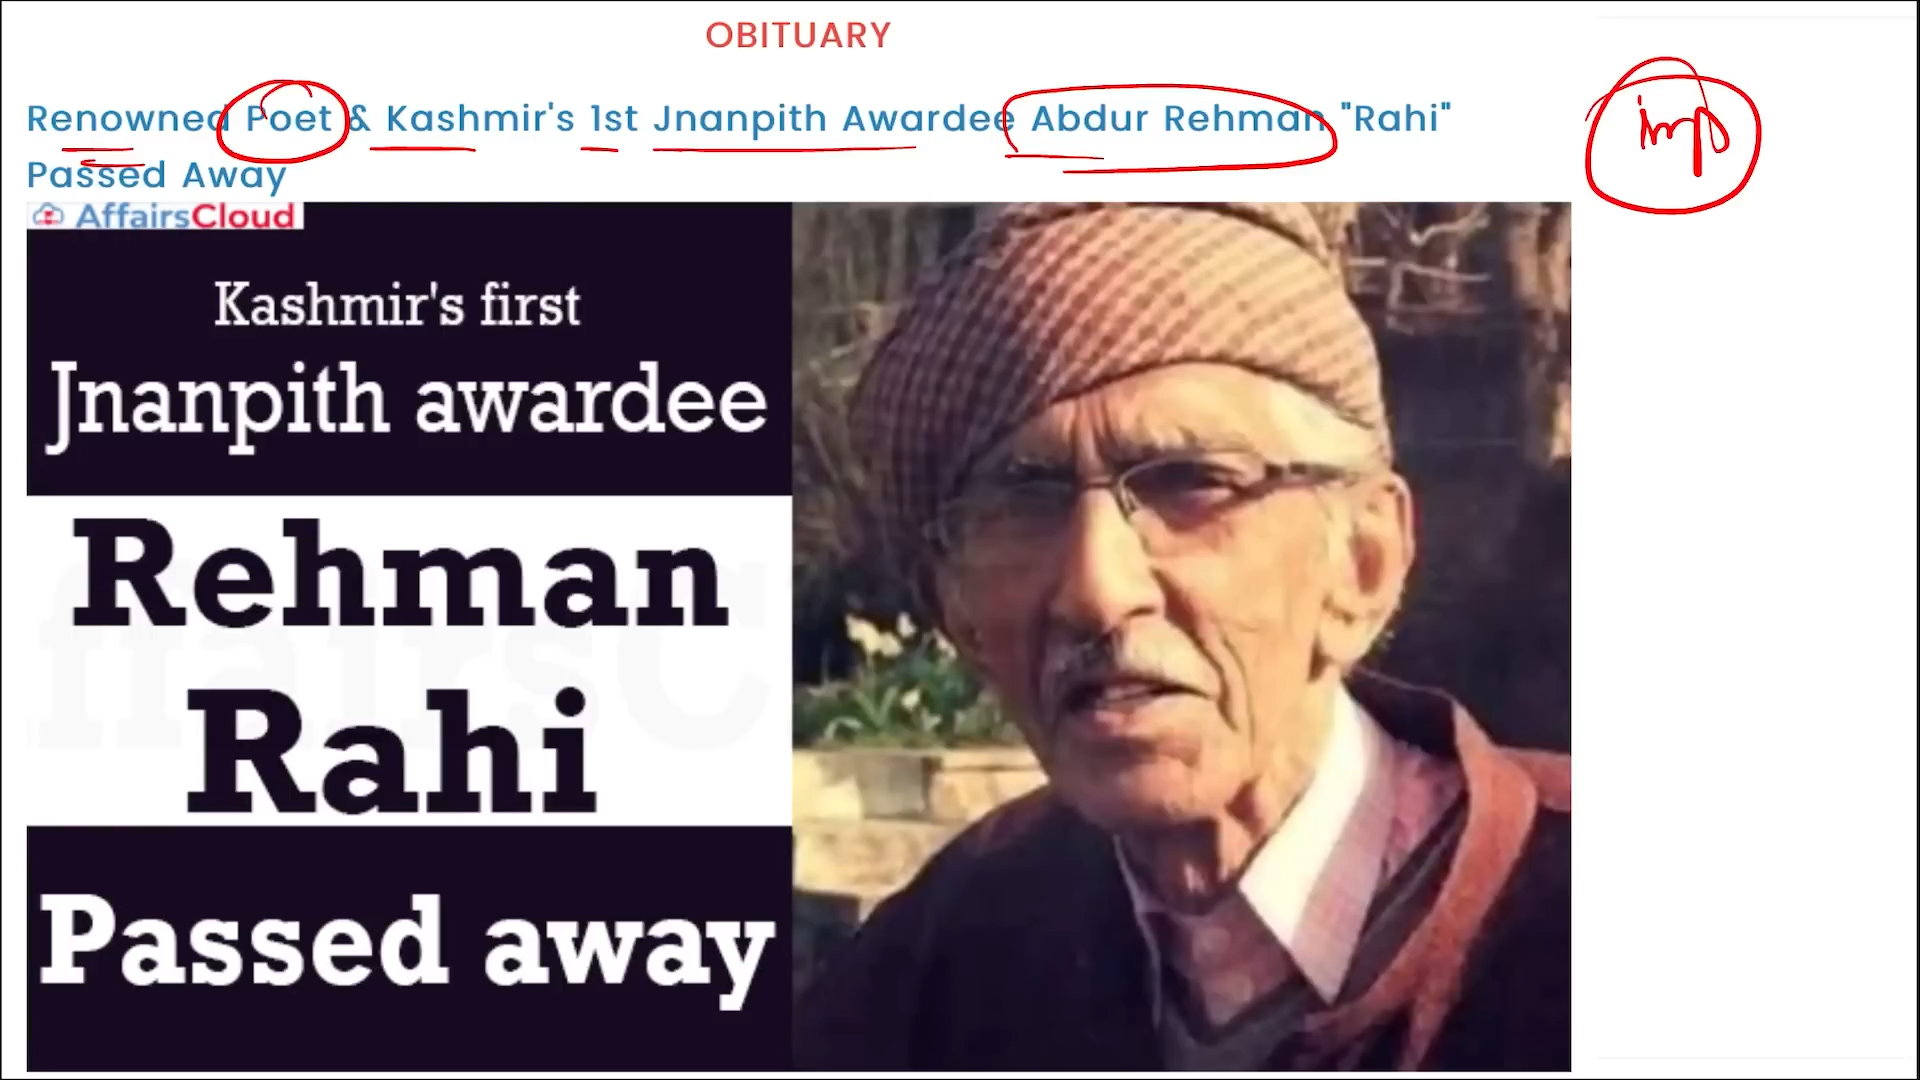 OBITUARY
Renowned Poet & Kashmir's 1st Jnanpith Awardee Abdur Rehman "Rahi"
Passed Away
imp
AffairsCloud
Kashmir's first
Jnanpith awardee
Rehman
Rahi
Passed away